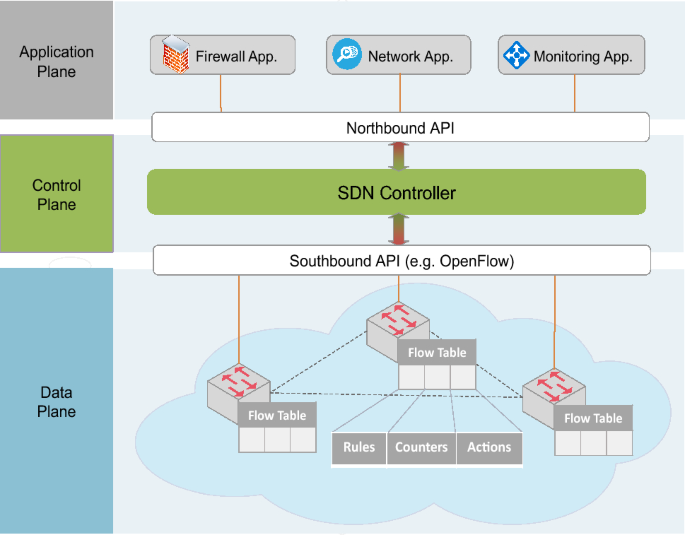 Application
Plane
Firewall App.
Network App.
Monitoring App.
Northbound API
Control
Plane
SDN Controller
Southbound API (e.g. OpenFlow)
Data
Plane
Flow Table
Flow Table
Flow Table
Rules
Counters
Actions